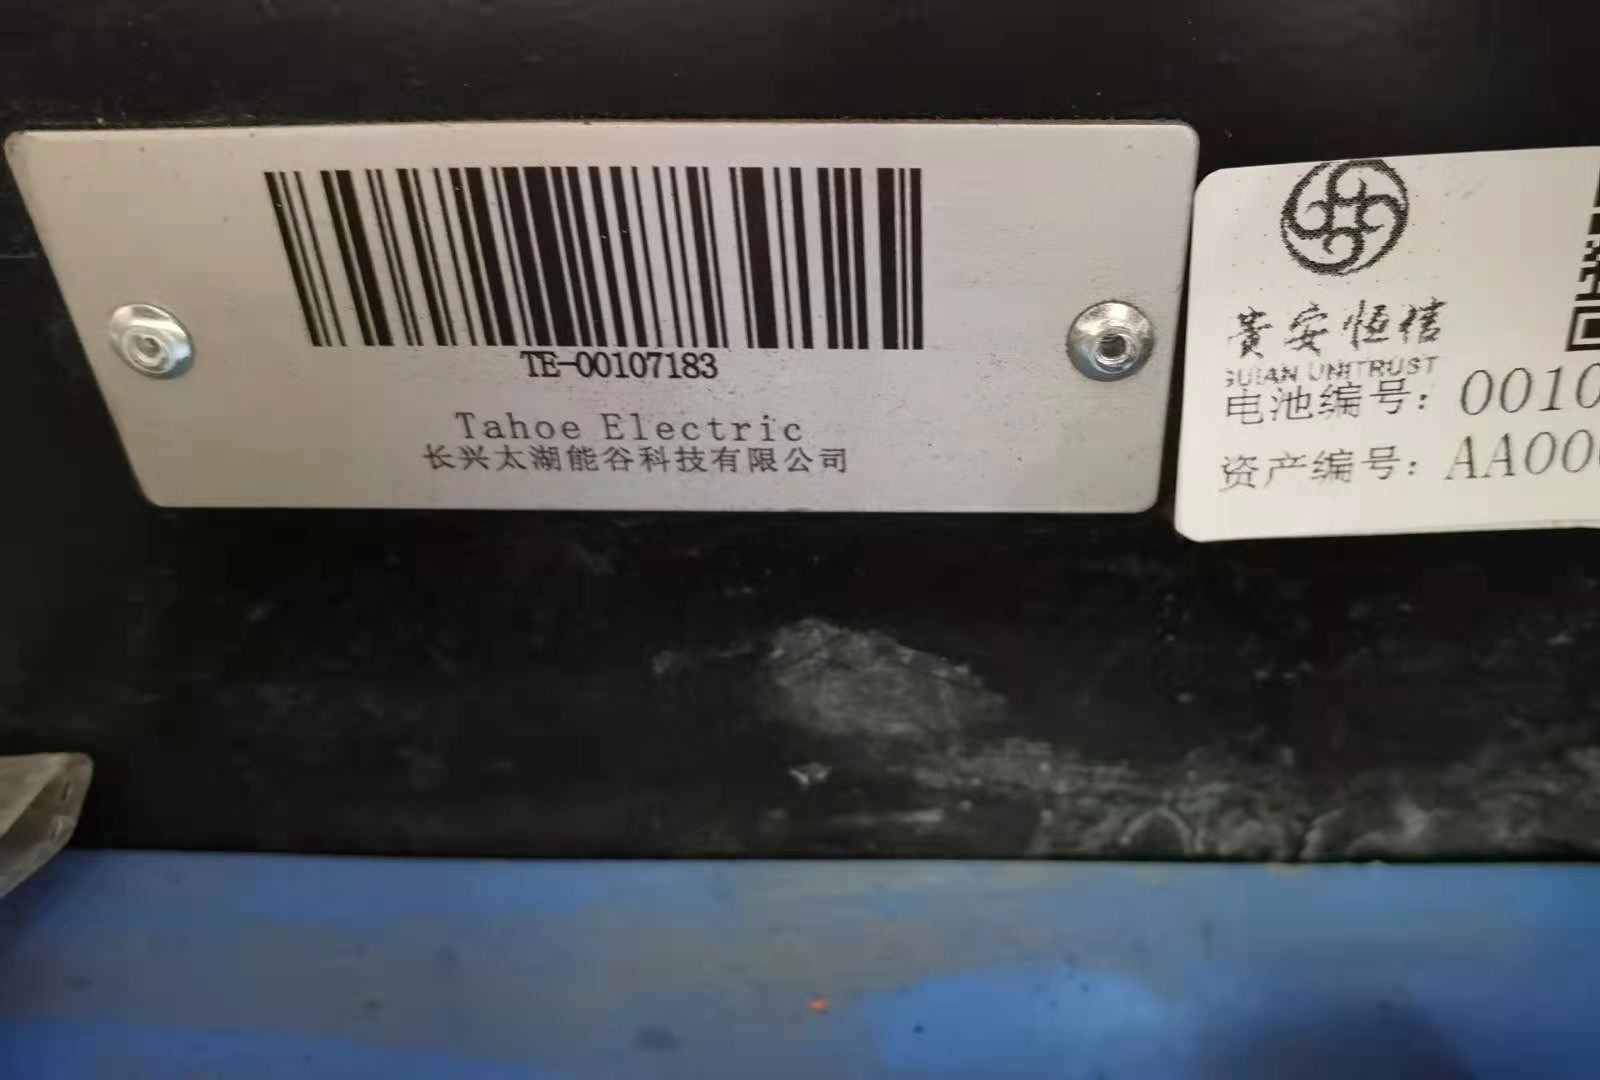 TE-00107183
Tahoe Electric
长兴太湖能谷科技有限公司
贵安恒信
GUIAN UNITRUST
电池编号：0010
资产编号：AA000